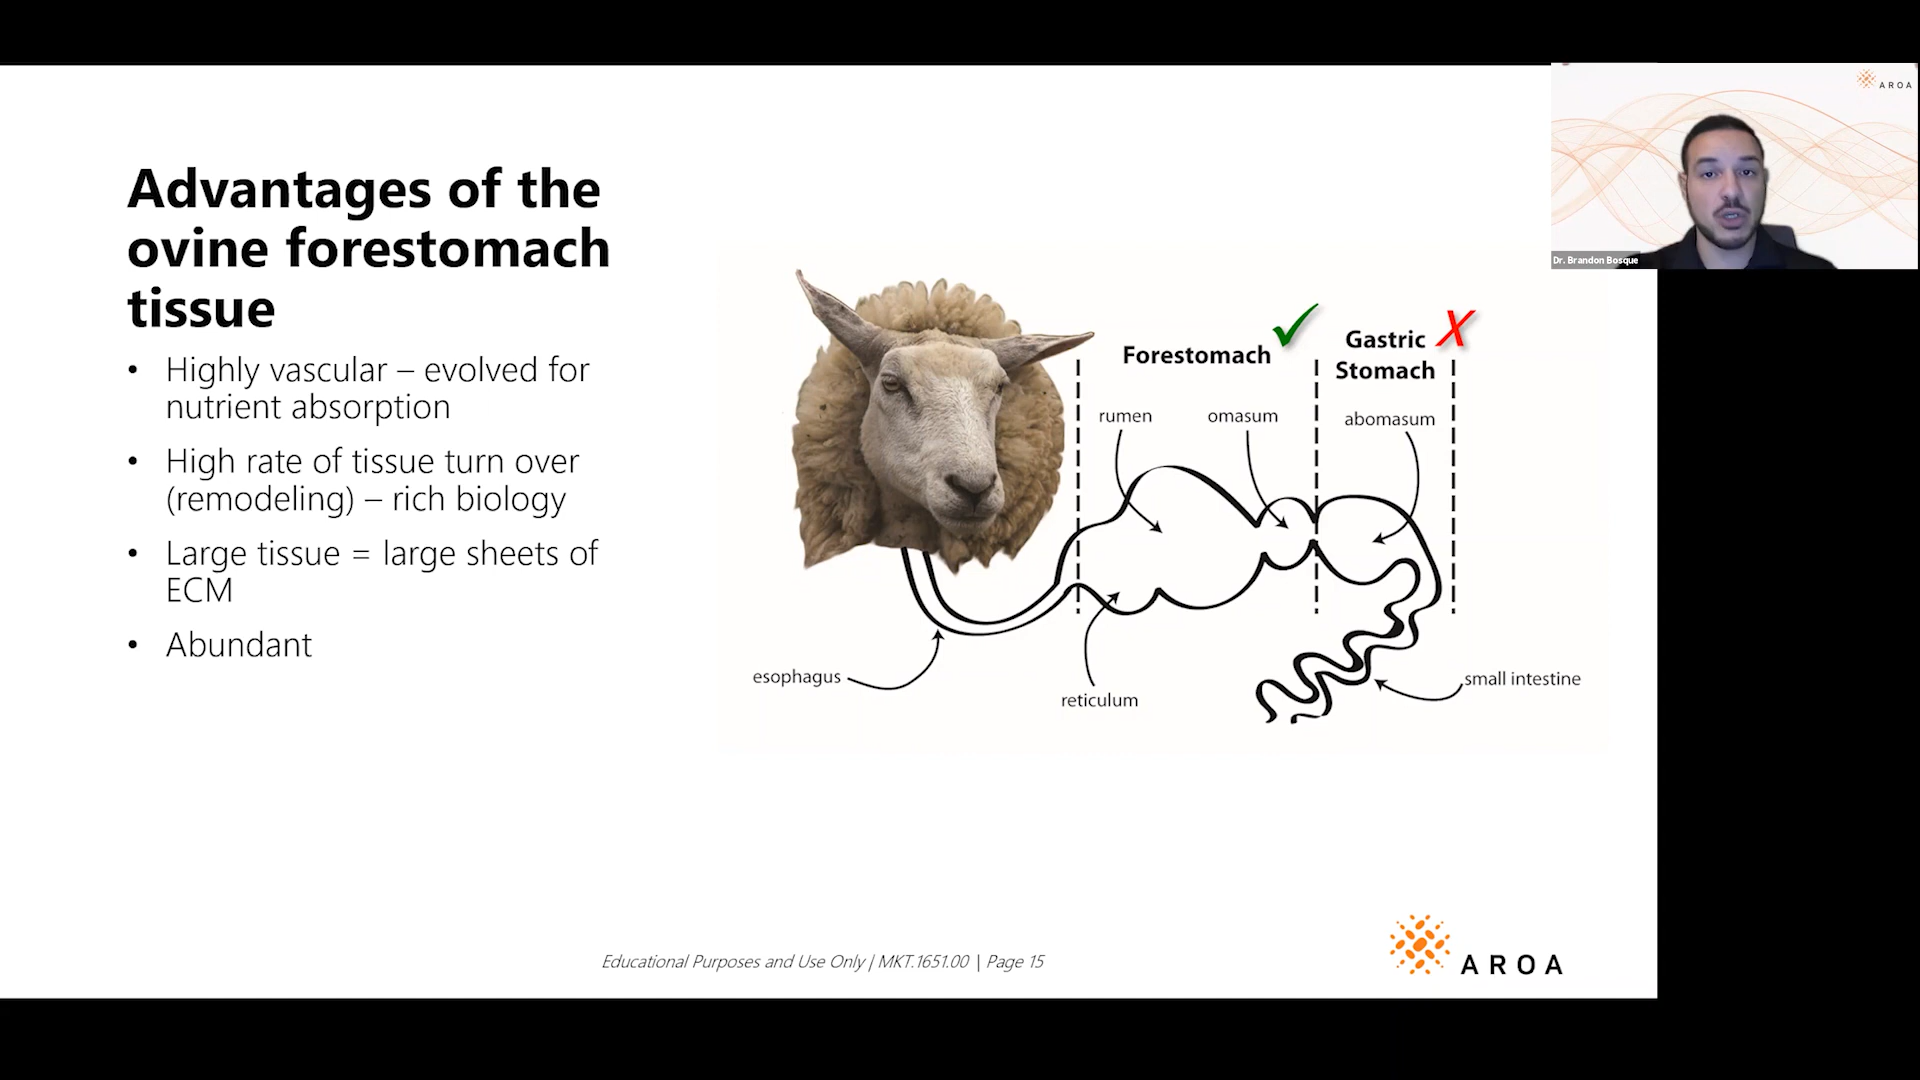 Advantages of the
ovine forestomach
tissue
• Highly vascular – evolved for
nutrient absorption
• High rate of tissue turn over
(remodeling) – rich biology
• Large tissue = large sheets of
ECM
• Abundant
Forestomach
Gastric
Stomach
rumen
omasum
abomasum
esophagus
reticulum
small intestine
Educational Purposes and Use Only | MKT.1651.00 | Page 15
AROA
AROA
Dr. Brandon Bosque